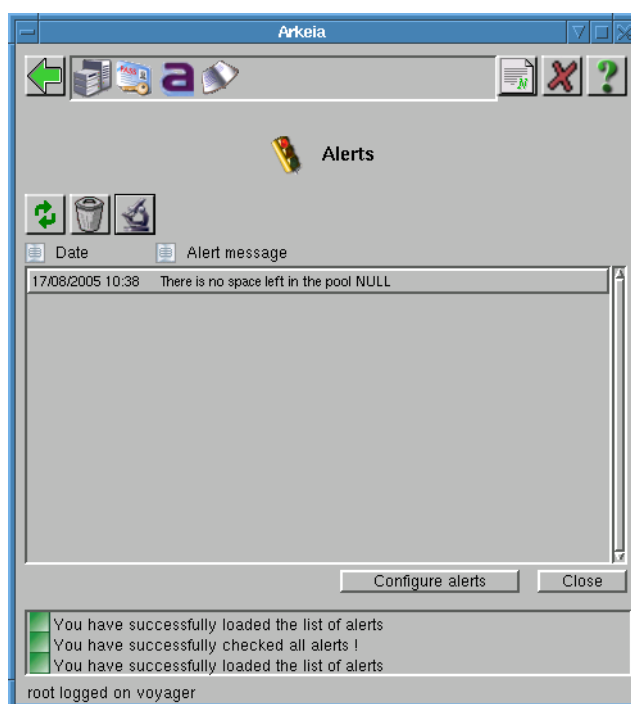 Arkeia
PASS
a
N
?
Alerts
Date Alert message
17/08/2005 10:38 There is no space left in the pool NULL
Configure alerts Close
You have successfully loaded the list of alerts
You have successfully checked all alerts !
You have successfully loaded the list of alerts
root logged on voyager